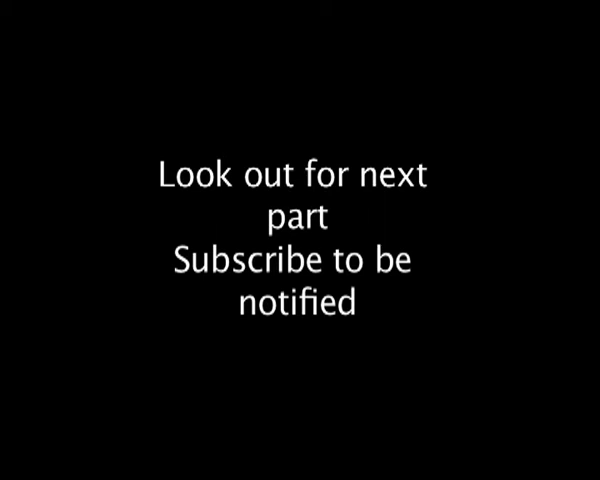 Look out for next
part
Subscribe to be
notified